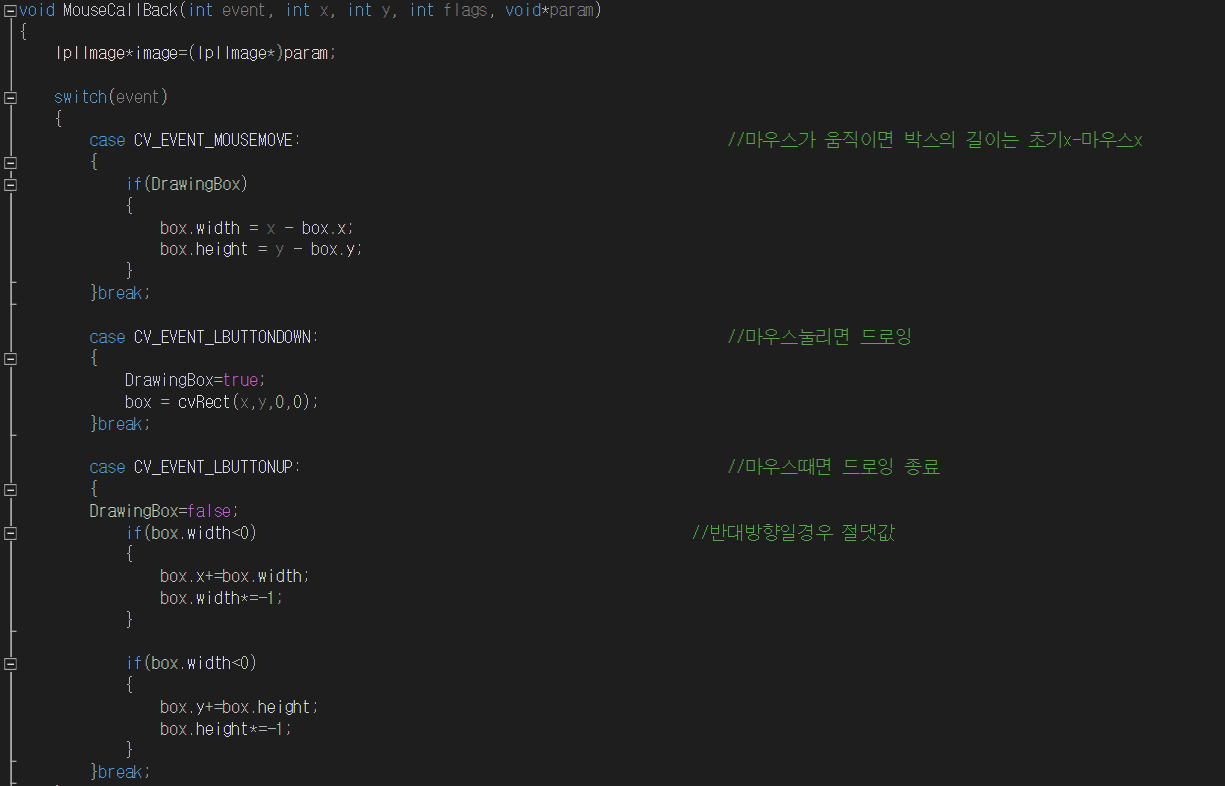 void MouseCallBack(int event, int x, int y, int flags, void*param)
{
IplImage*image=(IplImage*)param;
switch(event)
{
case CV_EVENT_MOUSEMOVE: //마우스가 움직이면 박스의 길이는 초기x-마우스x
{
if(DrawingBox)
{
box.width = x - box.x;
box.height = y - box.y;
}
}break;
case CV_EVENT_LBUTTONDOWN: //마우스눌리면 드로잉
{
DrawingBox=true;
box = cvRect(x,y,0,0);
}break;
case CV_EVENT_LBUTTONUP: //마우스때면 드로잉 종료
{
DrawingBox=false;
if(box.width<0) //반대방향일경우 절댓값
{
box.x+=box.width;
box.width*=-1;
}
if(box.width<0)
{
box.y+=box.height;
box.height*=-1;
}
}break;